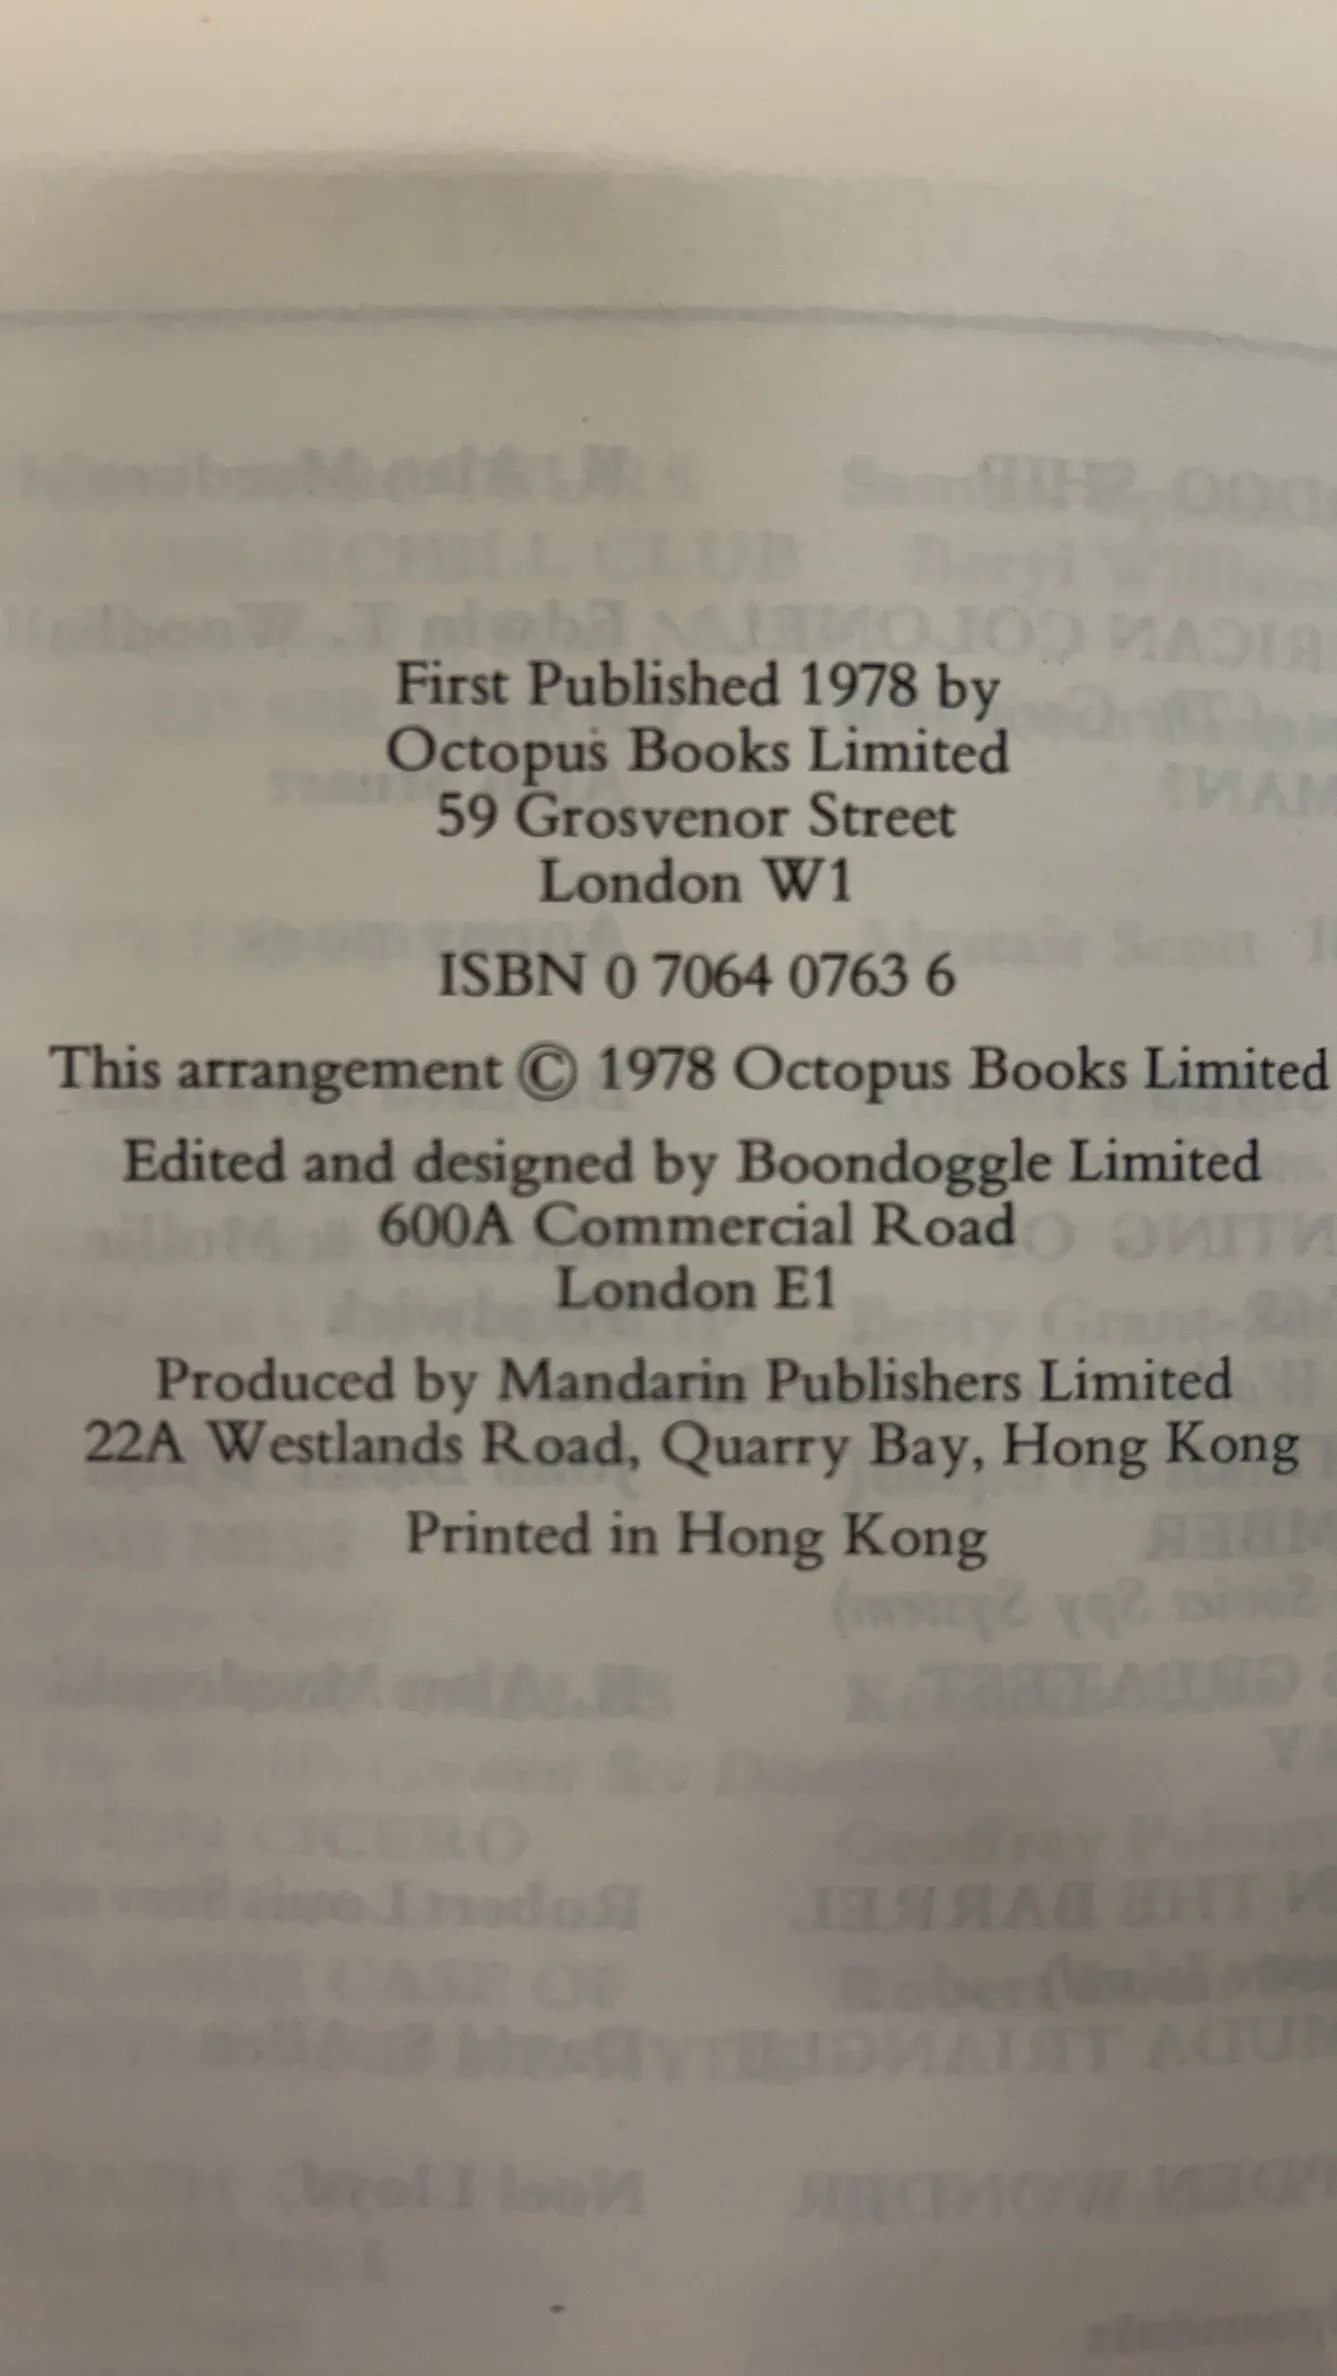 First Published 1978 by
Octopus Books Limited
59 Grosvenor Street
London W1
ISBN 0 7064 0763 6
This arrangement © 1978 Octopus Books Limited
Edited and designed by Boondoggle Limited
600A Commercial Road
London E1
Produced by Mandarin Publishers Limited
22A Westlands Road, Quarry Bay, Hong Kong
Printed in Hong Kong